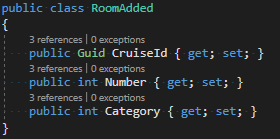 public class RoomAdded
{
3 references | 0 exceptions
public Guid CruiseId { get; set; }
3 references | 0 exceptions
public int Number { get; set; }
3 references | 0 exceptions
public int Category { get; set; }
}